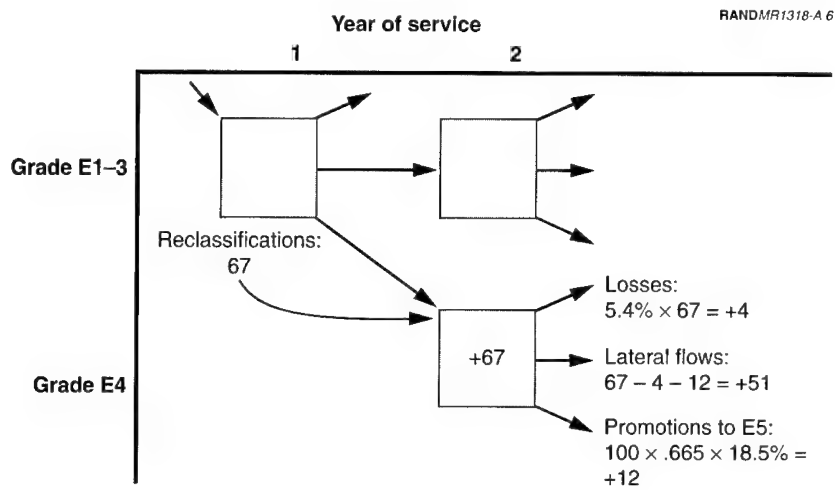 RANDMR1318-A 6
Year of service
1 2
Grade E1–3
Reclassifications:
67
Grade E4
+67
Losses:
5.4% × 67 = +4
Lateral flows:
67 – 4 – 12 = +51
Promotions to E5:
100 × .665 × 18.5% =
+12